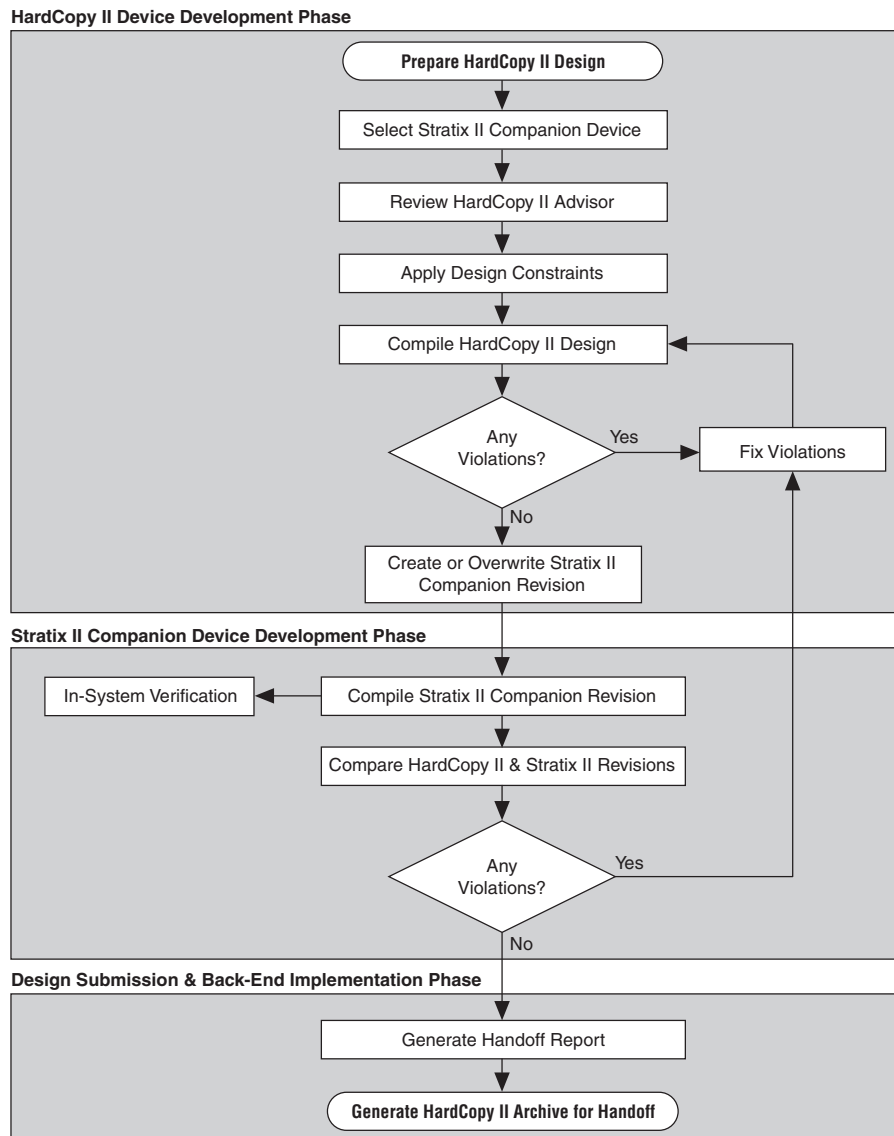 HardCopy II Device Development Phase
Prepare HardCopy II Design
Select Stratix II Companion Device
Review HardCopy II Advisor
Apply Design Constraints
Compile HardCopy II Design
Any
Violations?
Yes
Fix Violations
No
Create or Overwrite Stratix II
Companion Revision
Stratix II Companion Device Development Phase
In-System Verification
Compile Stratix II Companion Revision
Compare HardCopy II & Stratix II Revisions
Any
Violations?
Yes
No
Design Submission & Back-End Implementation Phase
Generate Handoff Report
Generate HardCopy II Archive for Handoff